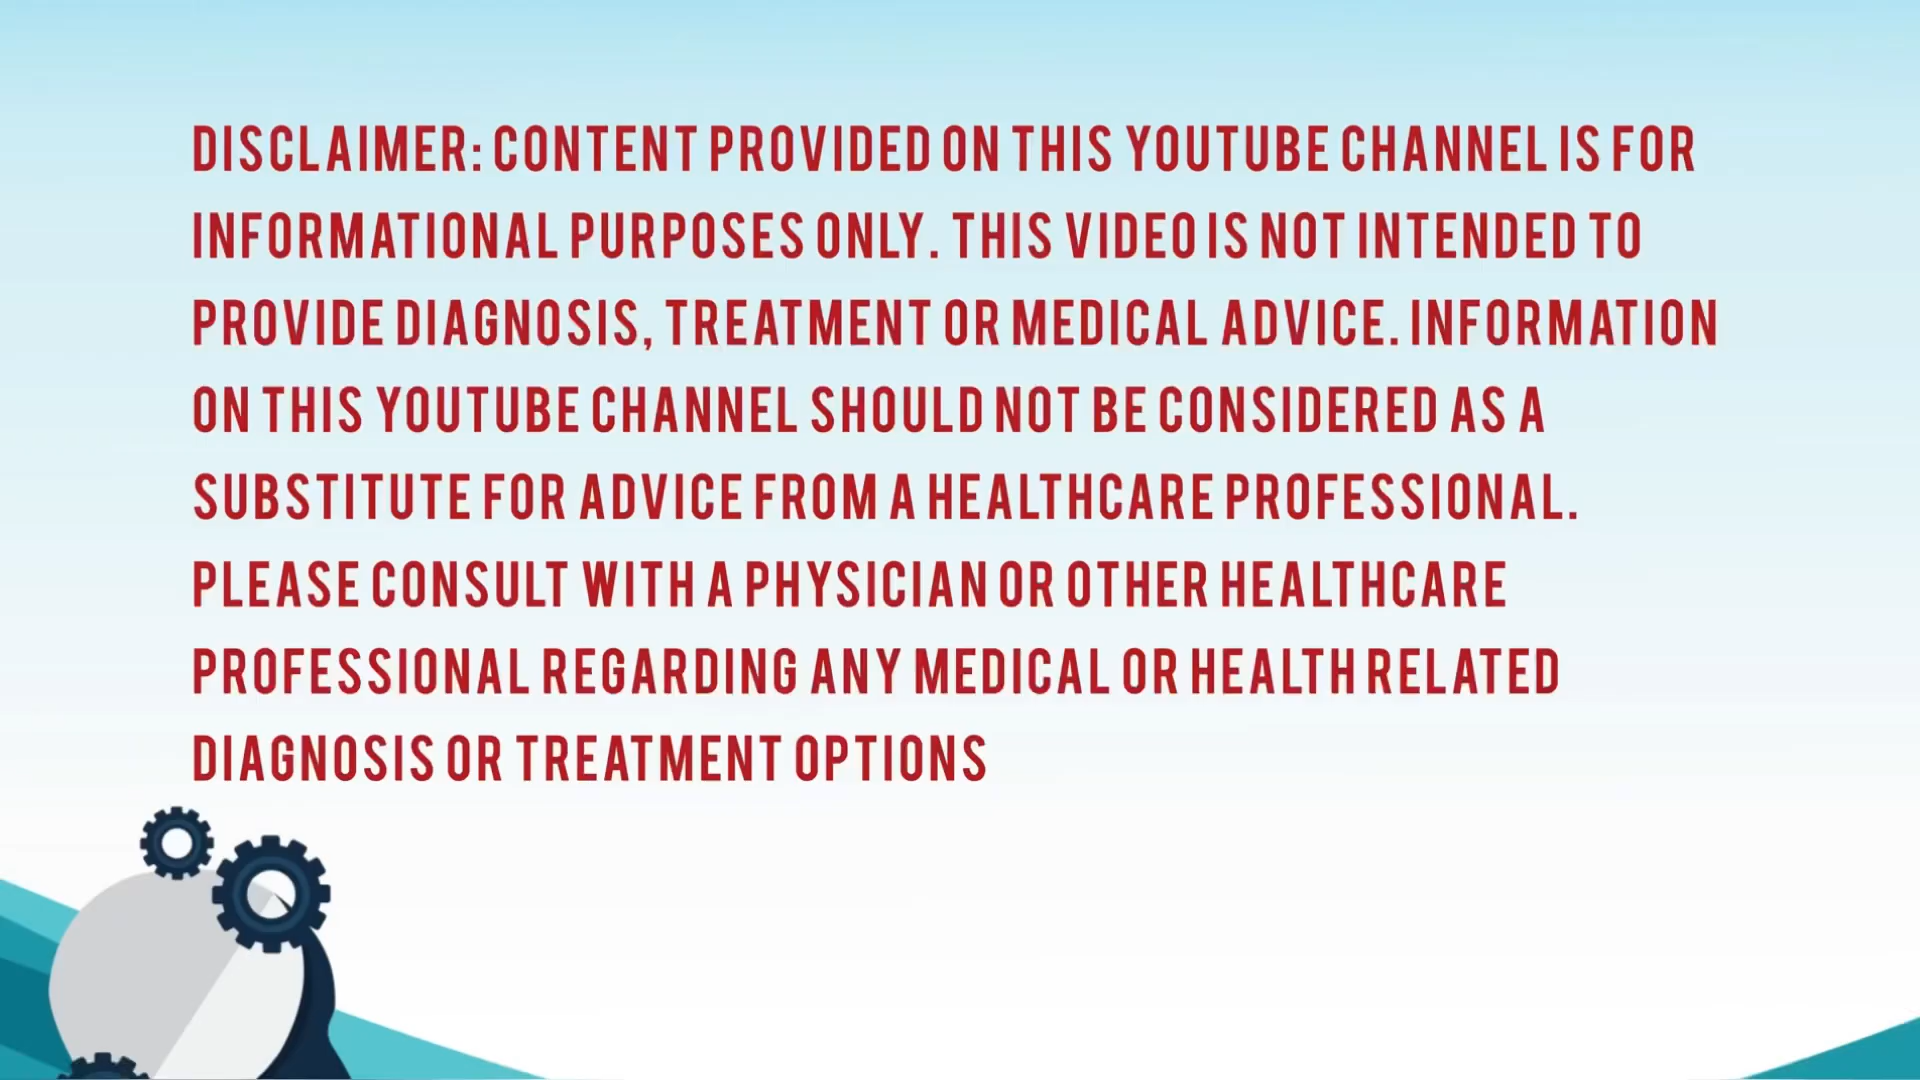 DISCLAIMER: CONTENT PROVIDED ON THIS YOUTUBE CHANNEL IS FOR
INFORMATIONAL PURPOSES ONLY. THIS VIDEO IS NOT INTENDED TO
PROVIDE DIAGNOSIS, TREATMENT OR MEDICAL ADVICE. INFORMATION
ON THIS YOUTUBE CHANNEL SHOULD NOT BE CONSIDERED AS A
SUBSTITUTE FOR ADVICE FROM A HEALTHCARE PROFESSIONAL.
PLEASE CONSULT WITH A PHYSICIAN OR OTHER HEALTHCARE
PROFESSIONAL REGARDING ANY MEDICAL OR HEALTH RELATED
DIAGNOSIS OR TREATMENT OPTIONS